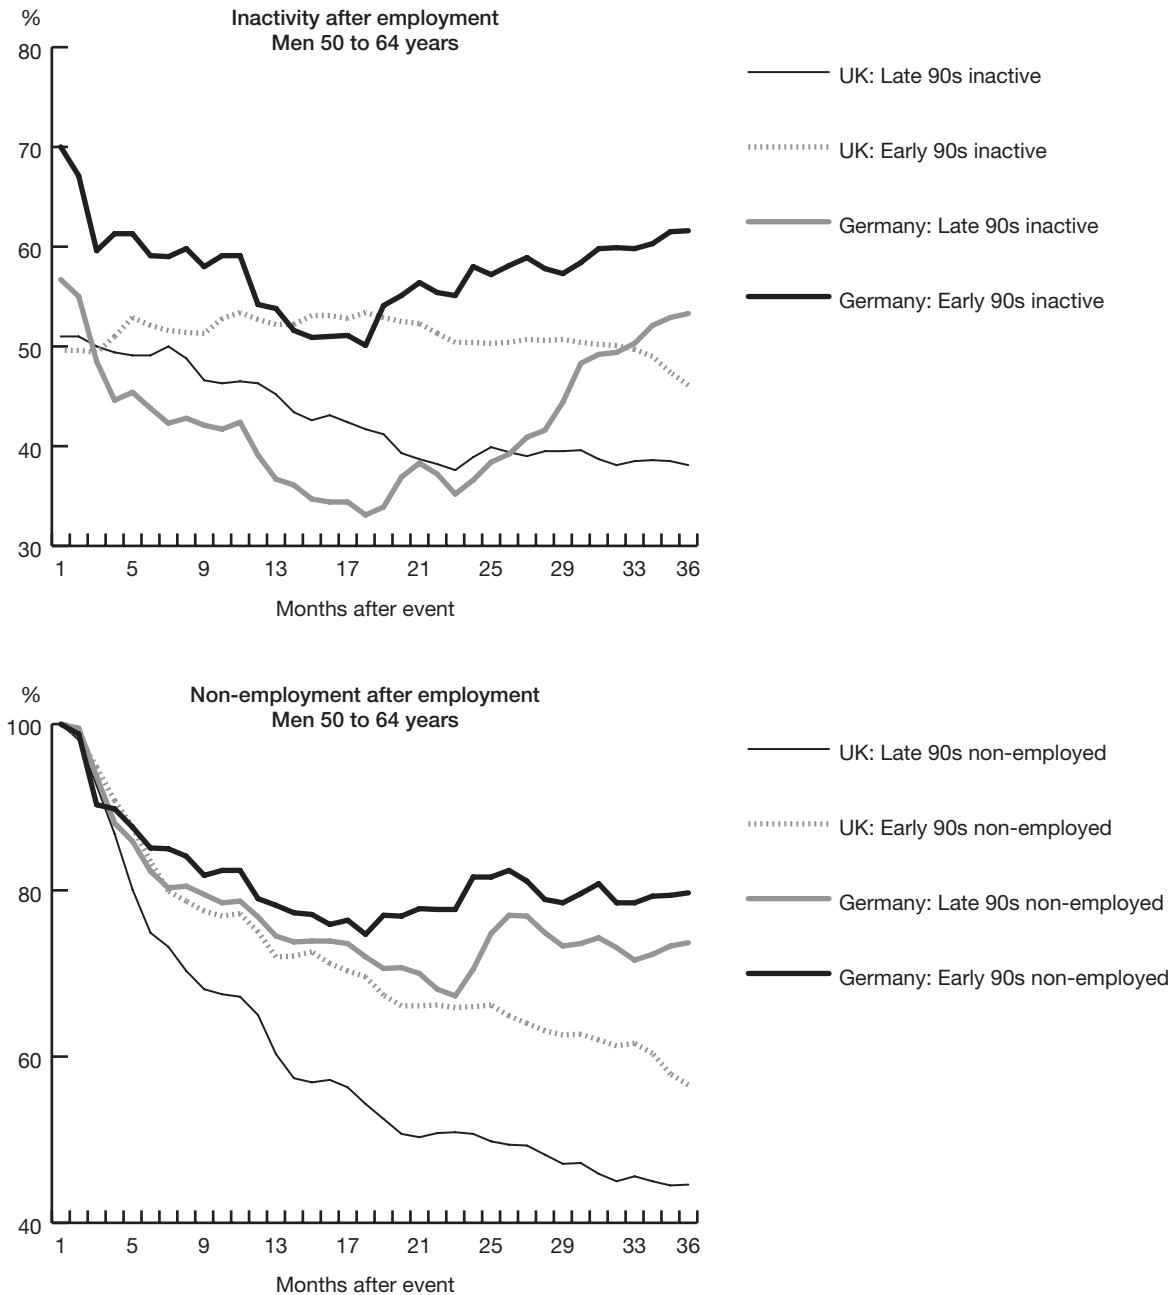 %
Inactivity after employment
Men 50 to 64 years
80
70
60
50
40
30
1 5 9 13 17 21 25 29 33 36
Months after event
UK: Late 90s inactive
UK: Early 90s inactive
Germany: Late 90s inactive
Germany: Early 90s inactive
%
Non-employment after employment
Men 50 to 64 years
100
80
60
40
1 5 9 13 17 21 25 29 33 36
Months after event
UK: Late 90s non-employed
UK: Early 90s non-employed
Germany: Late 90s non-employed
Germany: Early 90s non-employed